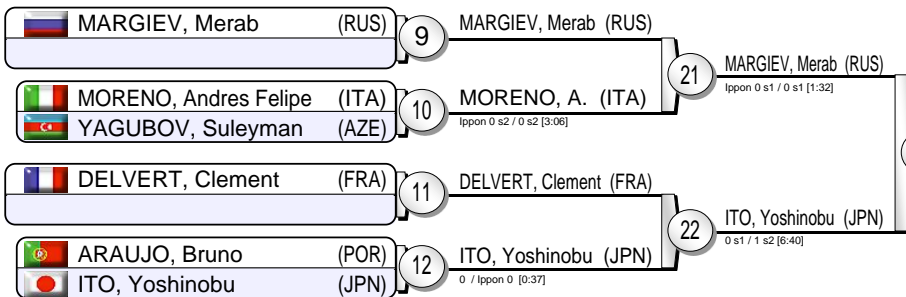 MARGIEV, Merab (RUS)
9
MARGIEV, Merab (RUS)
21
MARGIEV, Merab (RUS)
Ippon 0 s1 / 0 s1 [1:32]
MORENO, Andres Felipe (ITA)
YAGUBOV, Suleyman (AZE)
10
MORENO, A. (ITA)
Ippon 0 s2 / 0 s2 [3:06]
DELVERT, Clement (FRA)
11
DELVERT, Clement (FRA)
22
ITO, Yoshinobu (JPN)
0 s1 / 1 s2 [6:40]
ARAUJO, Bruno (POR)
ITO, Yoshinobu (JPN)
12
ITO, Yoshinobu (JPN)
0 / Ippon 0 [0:37]